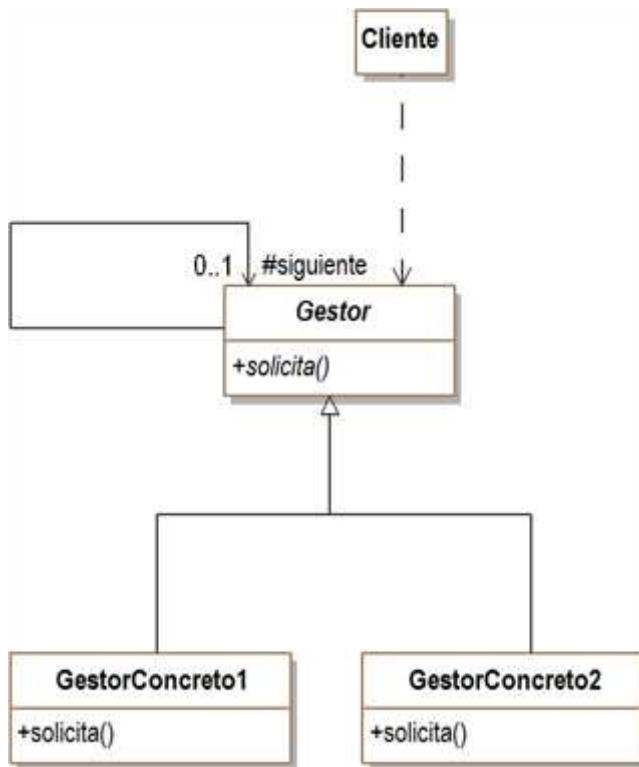 Cliente
0..1 #siguiente
Gestor
+solicita()
GestorConcreto1
+solicita()
GestorConcreto2
+solicita()